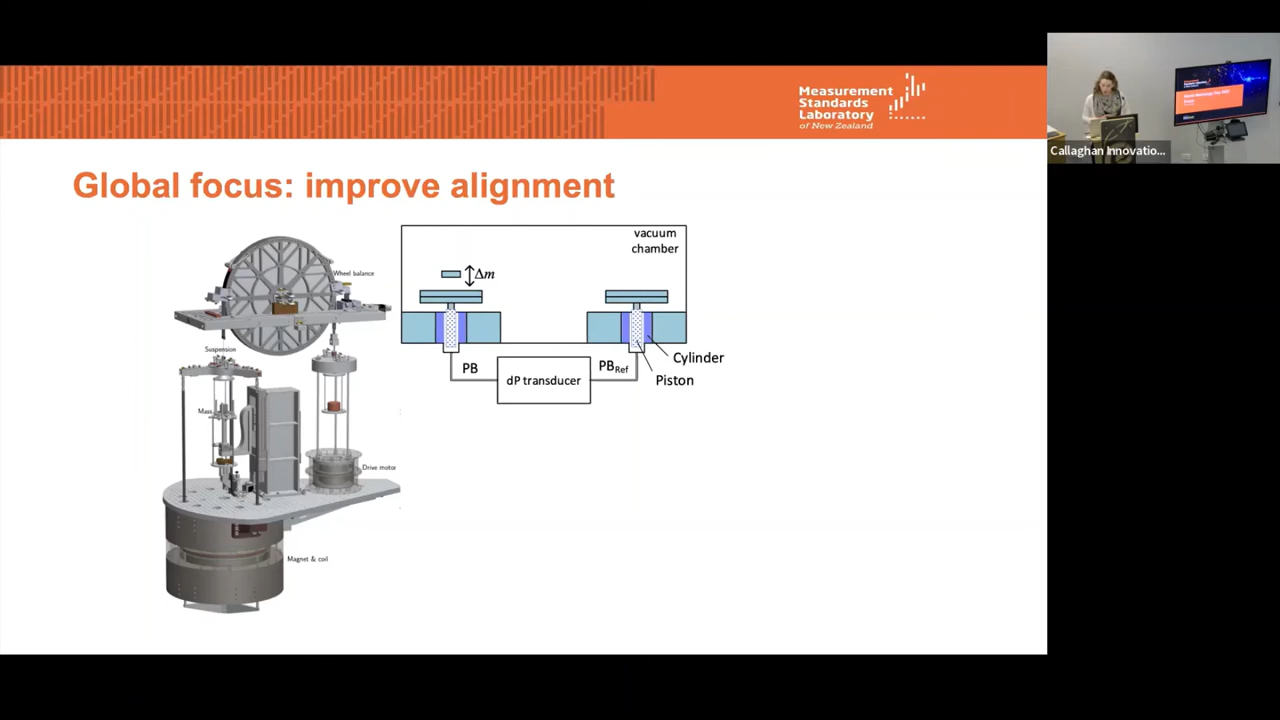 Measurement
Standards
Laboratory
of New Zealand
Callaghan Innovatio...
Global focus: improve alignment
Wheel balance
Suspension
Mass
Drive motor
Magnet & coil
vacuum
chamber
Δm
PB
dP transducer
PBRef
Cylinder
Piston